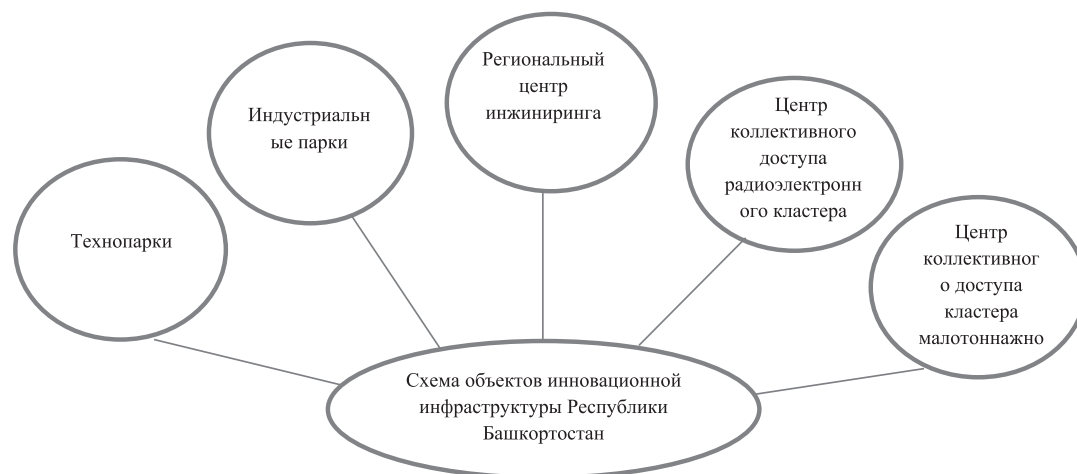 Технопарки
Индустриальн
ые парки
Региональный
центр
инжиниринга
Центр
коллективного
доступа
радиоэлектронн
ого кластера
Центр
коллективног
о доступа
кластера
малотоннажно
Схема объектов инновационной
инфраструктуры Республики
Башкортостан